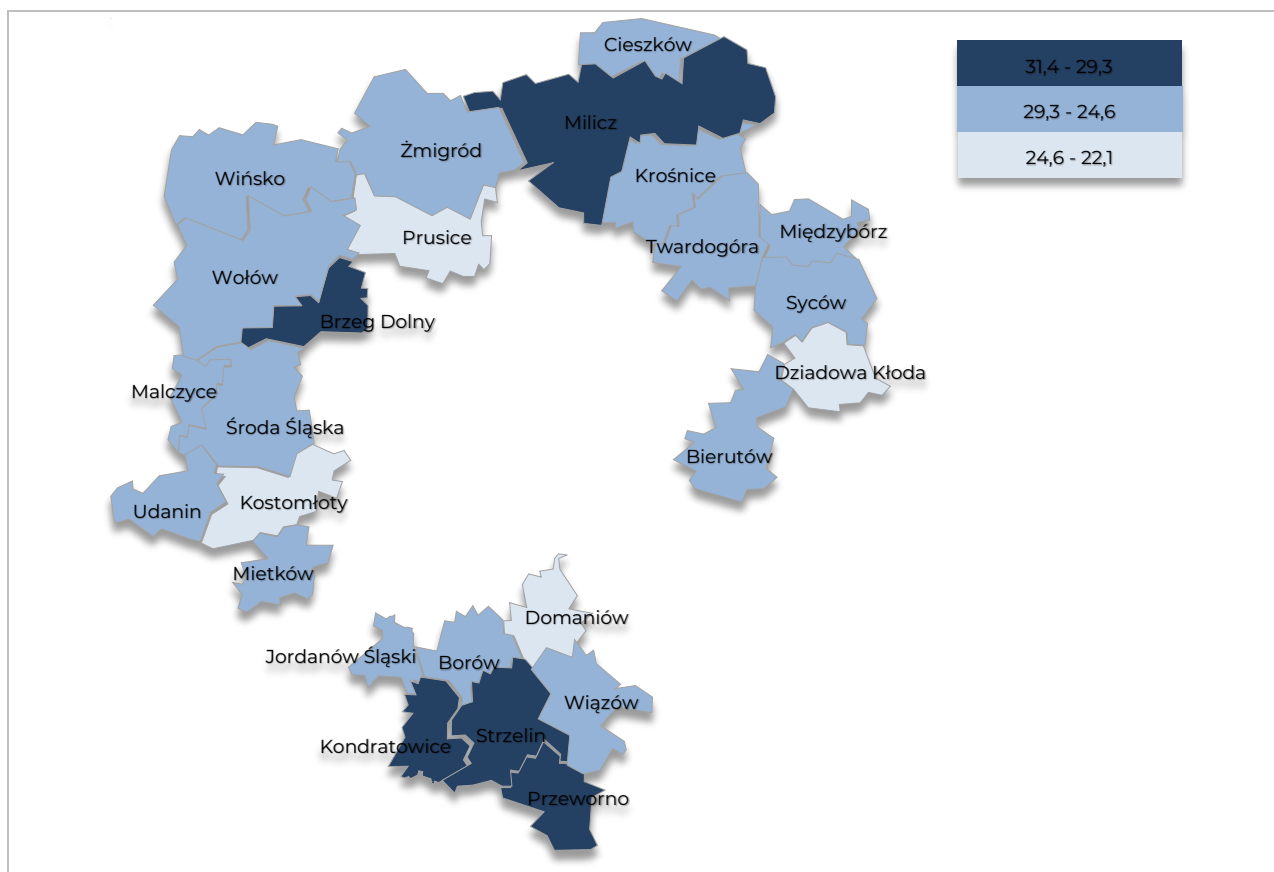 Cieszków
31,4 - 29,3
29,3 - 24,6
24,6 - 22,1
Milicz
Żmigród
Wińsko
Krośnice
Prusice
Międzybórz
Twardogóra
Wołów
Syców
Brzeg Dolny
Dziadowa Kłoda
Malczyce
Środa Śląska
Bierutów
Kostomłoty
Udanin
Mietków
Domaniów
Jordanów Śląski
Borów
Wiązów
Strzelin
Kondratowice
Przeworno